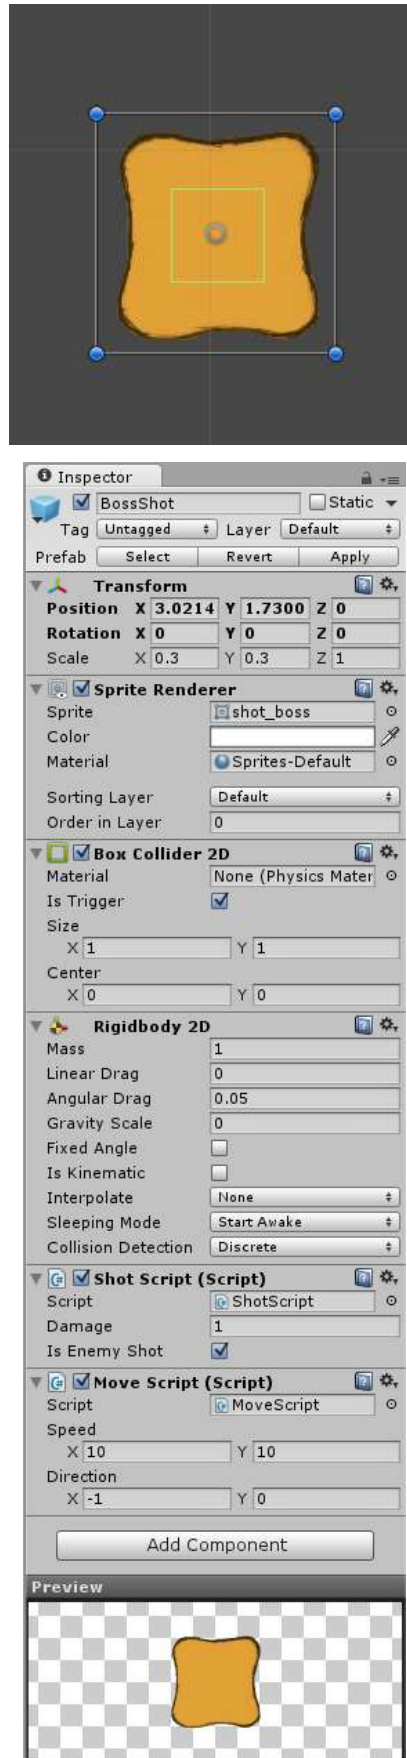 Inspector
BossShot Static
Tag Untagged Layer Default
Prefab Select Revert Apply
Transform
Position X 3.0214 Y 1.7300 Z 0
Rotation X 0 Y 0 Z 0
Scale X 0.3 Y 0.3 Z 1
Sprite Renderer
Sprite shot_boss
Color
Material Sprites-Default
Sorting Layer Default
Order in Layer 0
Box Collider 2D
Material None (Physics Mater
Is Trigger
Size
X 1 Y 1
Center
X 0 Y 0
Rigidbody 2D
Mass 1
Linear Drag 0
Angular Drag 0.05
Gravity Scale 0
Fixed Angle
Is Kinematic
Interpolate None
Sleeping Mode Start Awake
Collision Detection Discrete
Shot Script (Script)
Script ShotScript
Damage 1
Is Enemy Shot
Move Script (Script)
Script MoveScript
Speed
X 10 Y 10
Direction
X -1 Y 0
Add Component
Preview